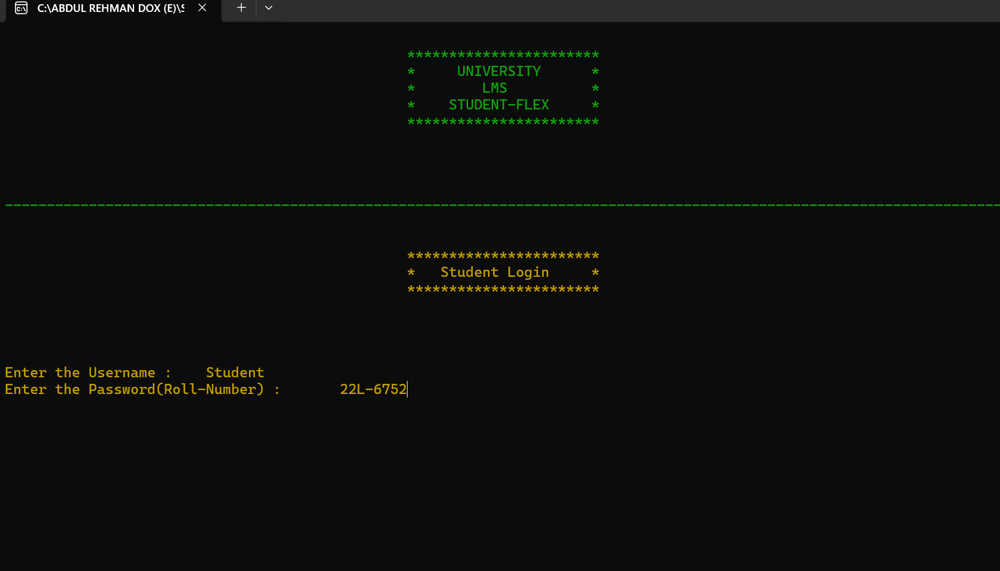 C:\ABDUL REHMAN DOX (E)\S
***********************
* UNIVERSITY *
* LMS *
* STUDENT-FLEX *
***********************
-----------------------------------------------------------------------------------------------------------------------
***********************
* Student Login *
***********************
Enter the Username : Student
Enter the Password(Roll-Number) : 22L-6752